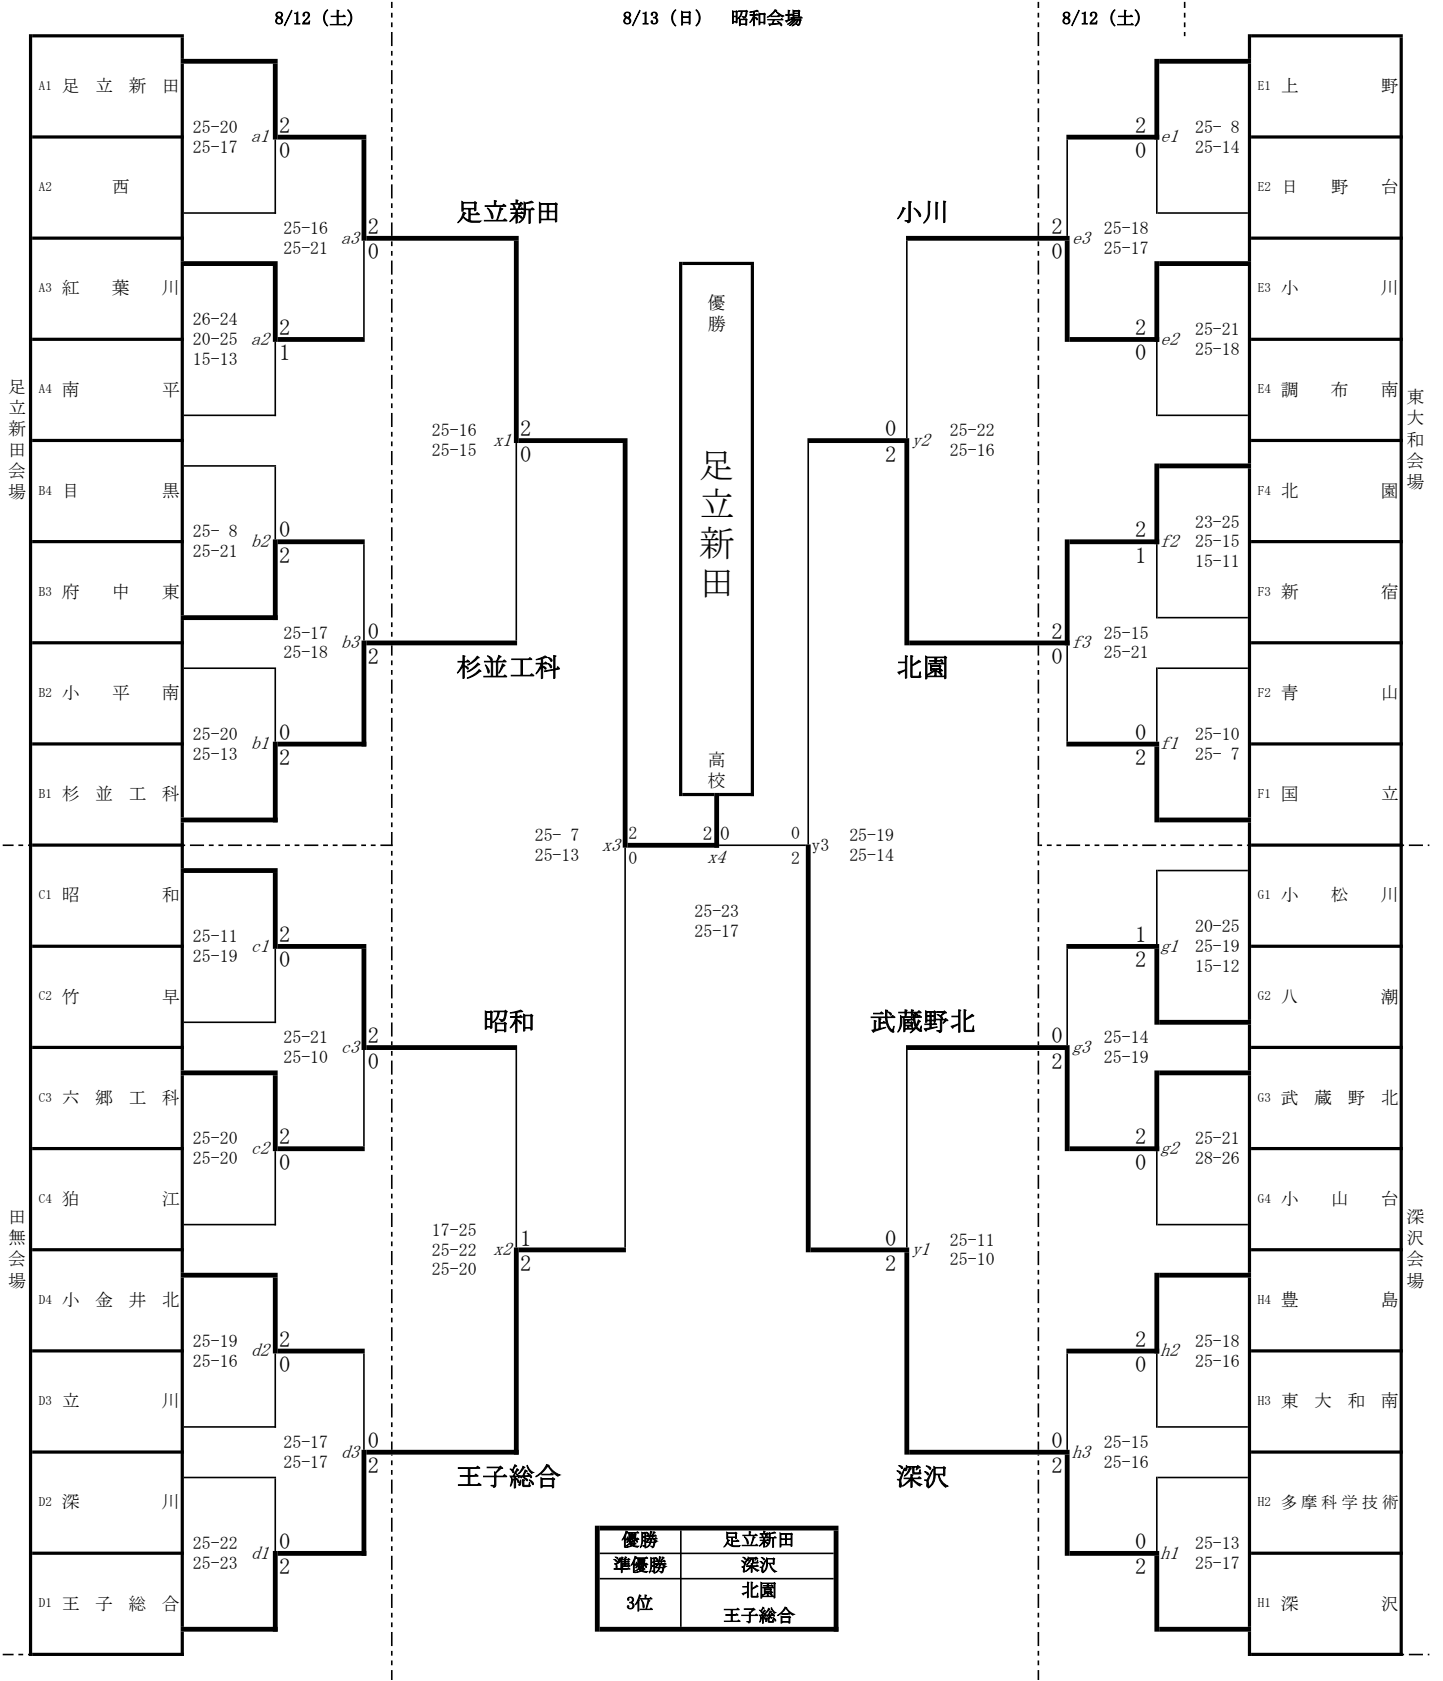 8/12（土）
8/13（日）　昭和会場
8/12（土）
足立新田会場
田無会場
A1 足立新田
A2 西
A3 紅葉川
A4 南平
B4 目黒
B3 府中東
B2 小平南
B1 杉並工科
C1 昭和
C2 竹早
C3 六郷工科
C4 狛江
D4 小金井北
D3 立川
D2 深川
D1 王子総合
25-20
25-17
a1
2
0
26-24
20-25
15-13
a2
2
1
25- 8
25-21
b2
0
2
25-20
25-13
b1
0
2
25-11
25-19
c1
2
0
25-20
25-20
c2
2
0
25-19
25-16
d2
2
0
25-22
25-23
d1
0
2
25-16
25-21
a3
2
0
25-17
25-18
b3
0
2
25-21
25-10
c3
2
0
25-17
25-17
d3
0
2
足立新田
25-16
25-15
x1
2
0
杉並工科
昭和
17-25
25-22
25-20
x2
1
2
王子総合
25- 7
25-13
x3
2
0
優勝
足立新田
高校
2 0
x4
25-23
25-17
0
2
y3
25-19
25-14
小川
0
2
y2
25-22
25-16
北園
武蔵野北
0
2
y1
25-11
25-10
深沢
2
0
e3
25-18
25-17
2
0
f3
25-15
25-21
0
2
g3
25-14
25-19
0
2
h3
25-15
25-16
2
0
e1
25- 8
25-14
2
0
e2
25-21
25-18
2
1
f2
23-25
25-15
15-11
0
2
f1
25-10
25- 7
1
2
g1
20-25
25-19
15-12
2
0
g2
25-21
28-26
2
0
h2
25-18
25-16
0
2
h1
25-13
25-17
E1 上野
E2 日野台
E3 小川
E4 調布南
F4 北園
F3 新宿
F2 青山
F1 国立
G1 小松川
G2 八潮
G3 武蔵野北
G4 小山台
H4 豊島
H3 東大和南
H2 多摩科学技術
H1 深沢
東大和会場
深沢会場
優勝 足立新田
準優勝 深沢
3位 北園
王子総合